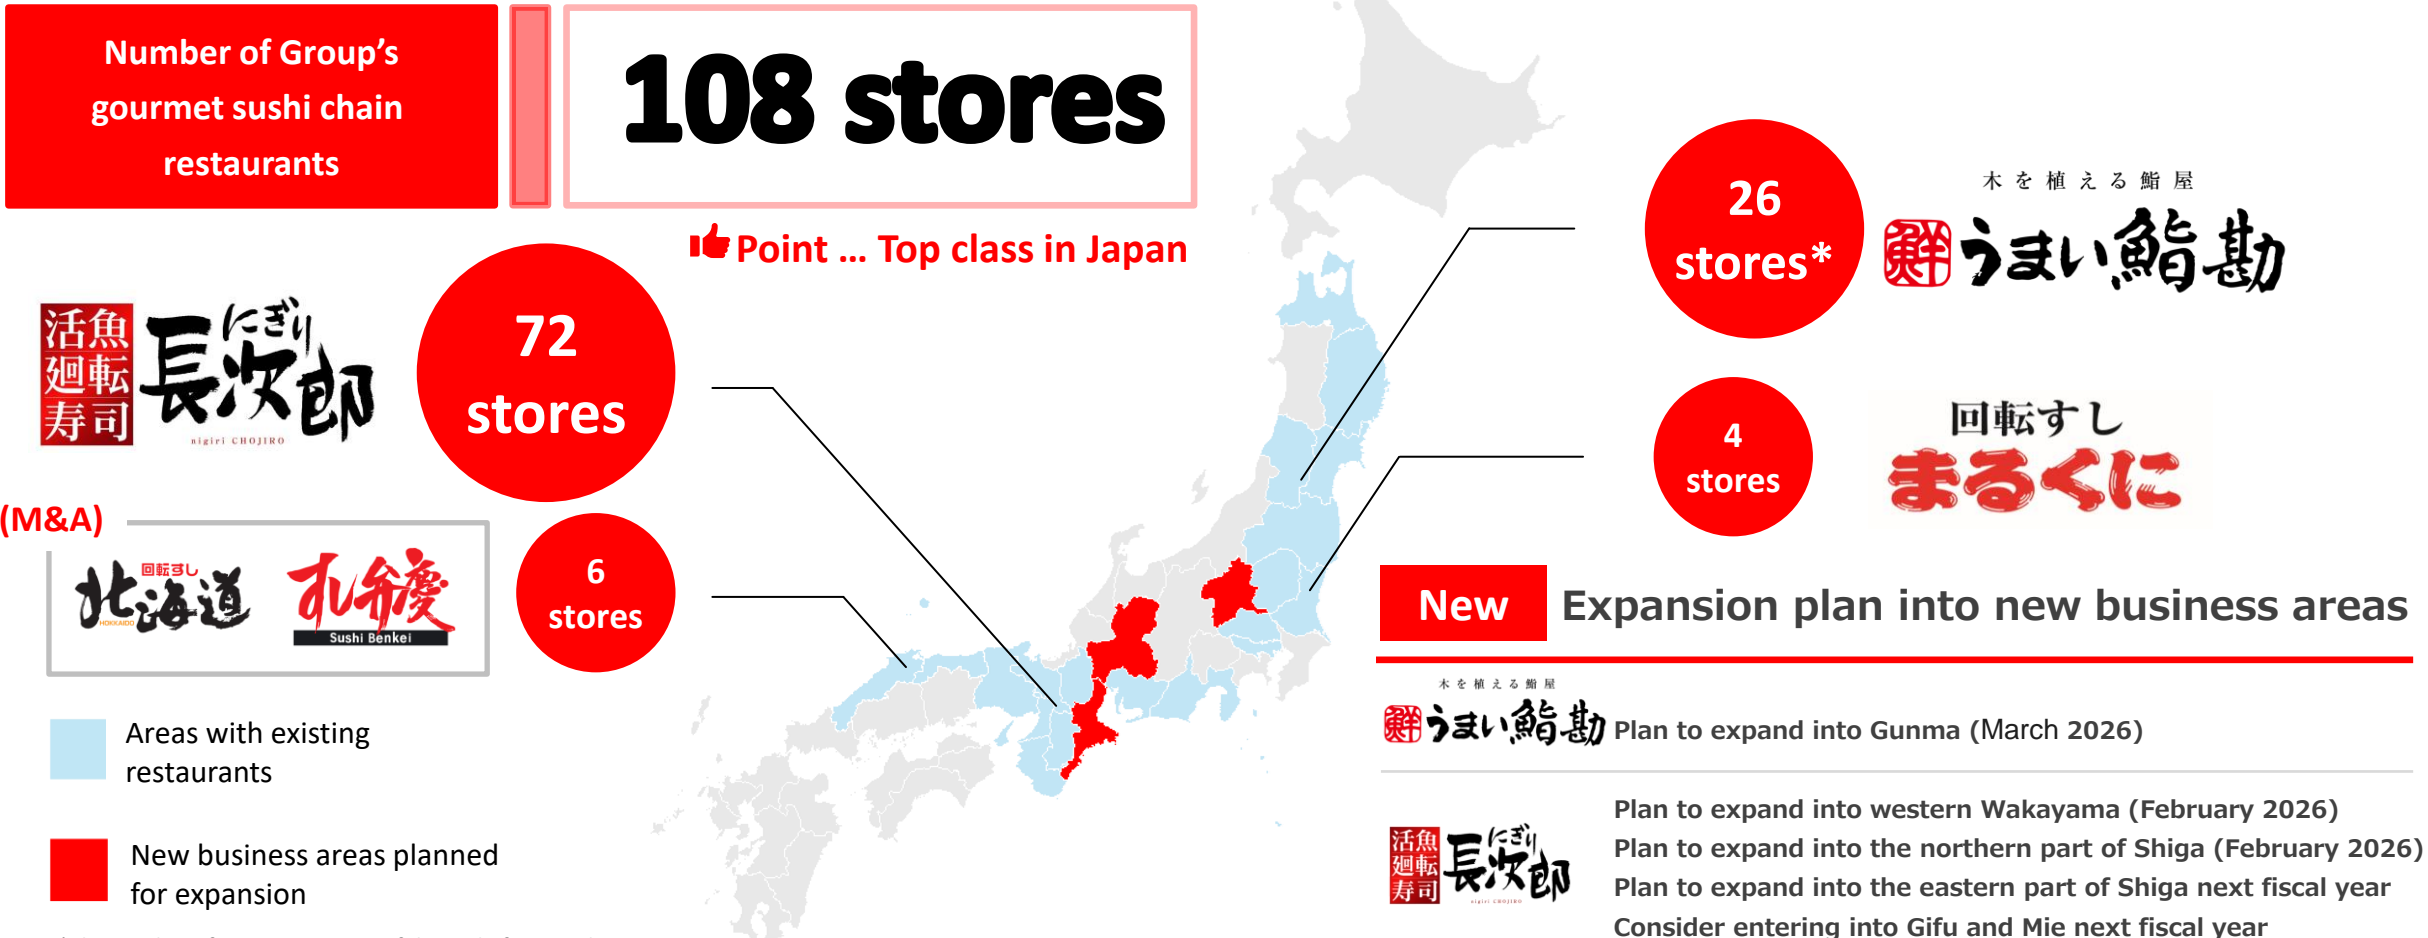 Number of Group’s
gourmet sushi chain
restaurants
108 stores
Point ... Top class in Japan
活魚
廻転
寿司
にぎり
長次郎
nigiri CHOJIRO
72
stores
(M&A)
回転すし
北海道
HOKKAIDO
すし弁慶
Sushi Benkei
6
stores
Areas with existing
restaurants
New business areas planned
for expansion
26
stores*
木を植える鮨屋
鮮 うまい鮨勘
4
stores
回転すし
まるくに
New
Expansion plan into new business areas
木を植える鮨屋
鮮 うまい鮨勘
Plan to expand into Gunma (March 2026)
活魚
廻転
寿司
にぎり
長次郎
nigiri CHOJIRO
Plan to expand into western Wakayama (February 2026)
Plan to expand into the northern part of Shiga (February 2026)
Plan to expand into the eastern part of Shiga next fiscal year
Consider entering into Gifu and Mie next fiscal year